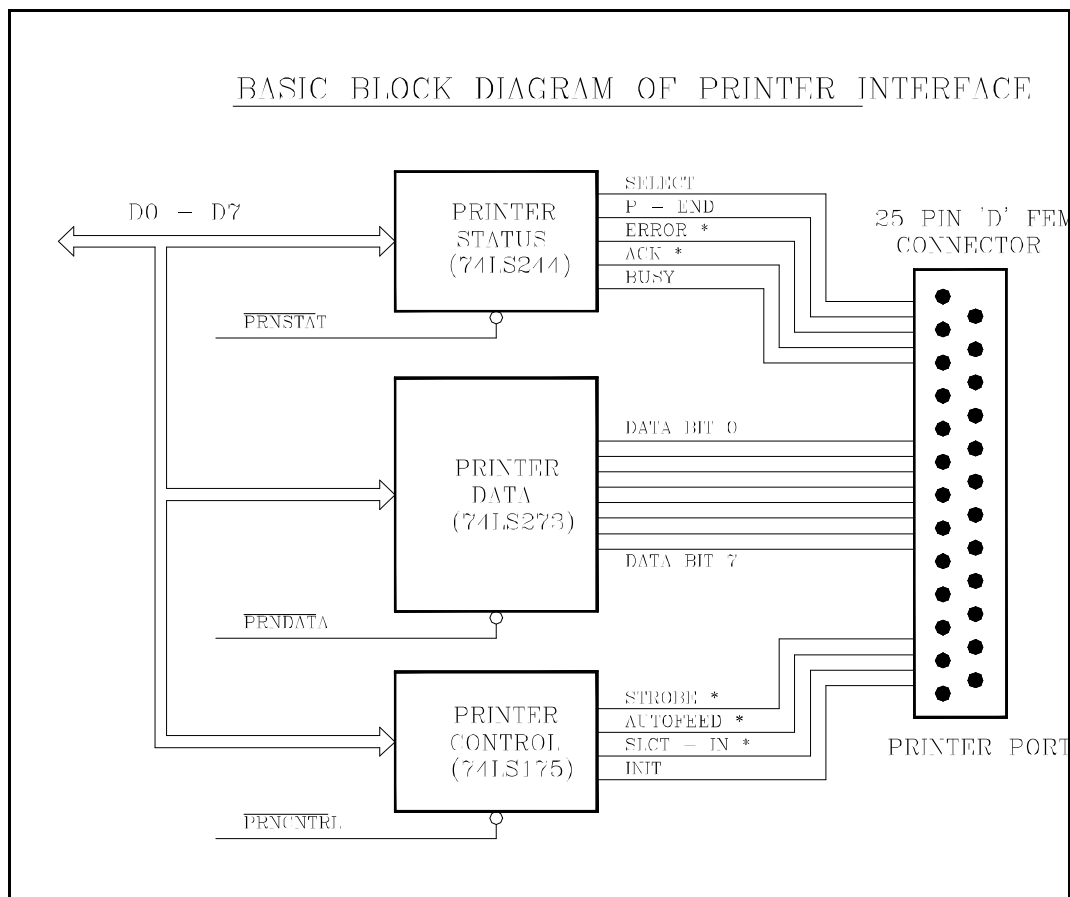 BASIC BLOCK DIAGRAM OF PRINTER INTERFACE
D0 - D7
PRINTER
STATUS
(74LS244)
SELECT
P - END
ERROR *
ACK *
BUSY
25 PIN 'D' FEM
CONNECTOR
PRNSTAT
PRINTER
DATA
(74LS273)
DATA BIT 0
DATA BIT 7
PRNDATA
PRINTER
CONTROL
(74LS175)
STROBE *
AUTOFEED *
SLCT - IN *
INIT
PRINTER PORT
PRNCNTRL